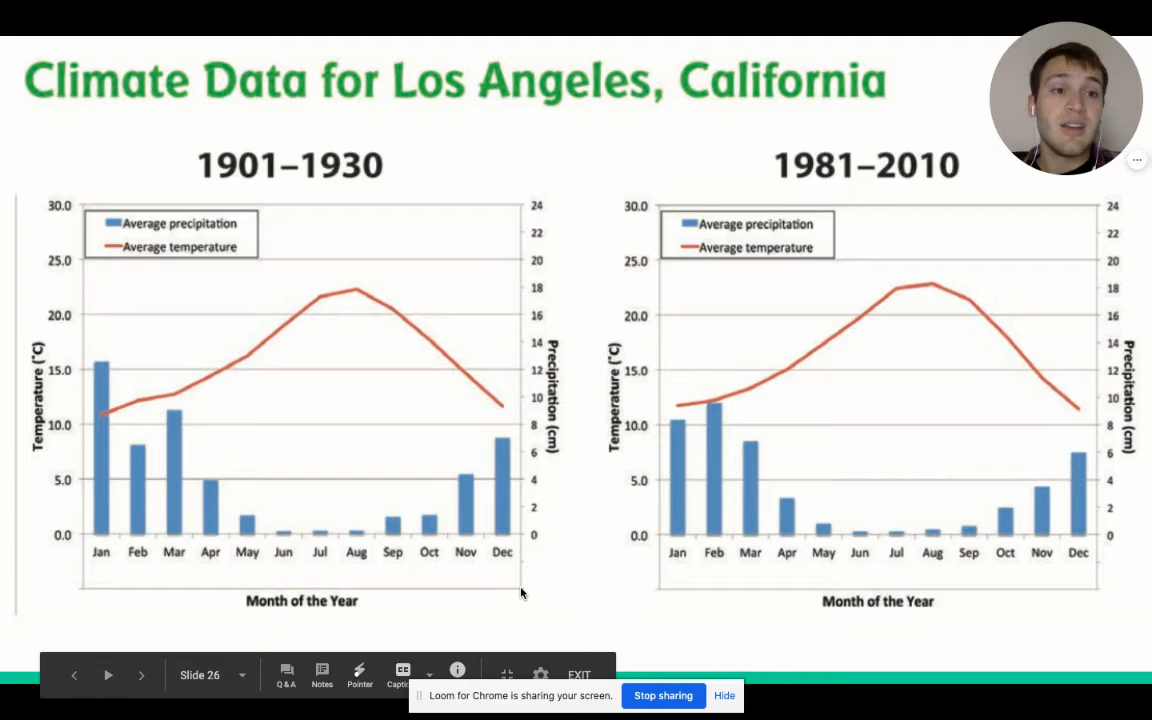 Climate Data for Los Angeles, California
1901–1930
30.0
25.0
20.0
15.0
10.0
5.0
0.0
Temperature (°C)
Average precipitation
Average temperature
24
22
20
18
16
14
12
10
8
6
4
2
0
Precipitation (cm)
Jan Feb Mar Apr May Jun Jul Aug Sep Oct Nov Dec
Month of the Year
1981–2010
30.0
25.0
20.0
15.0
10.0
5.0
0.0
Temperature (°C)
Average precipitation
Average temperature
24
22
20
18
16
14
12
10
8
6
4
2
0
Precipitation (cm)
Jan Feb Mar Apr May Jun Jul Aug Sep Oct Nov Dec
Month of the Year
Slide 26
Q & A Notes Pointer Captio EXIT
Loom for Chrome is sharing your screen. Stop sharing Hide